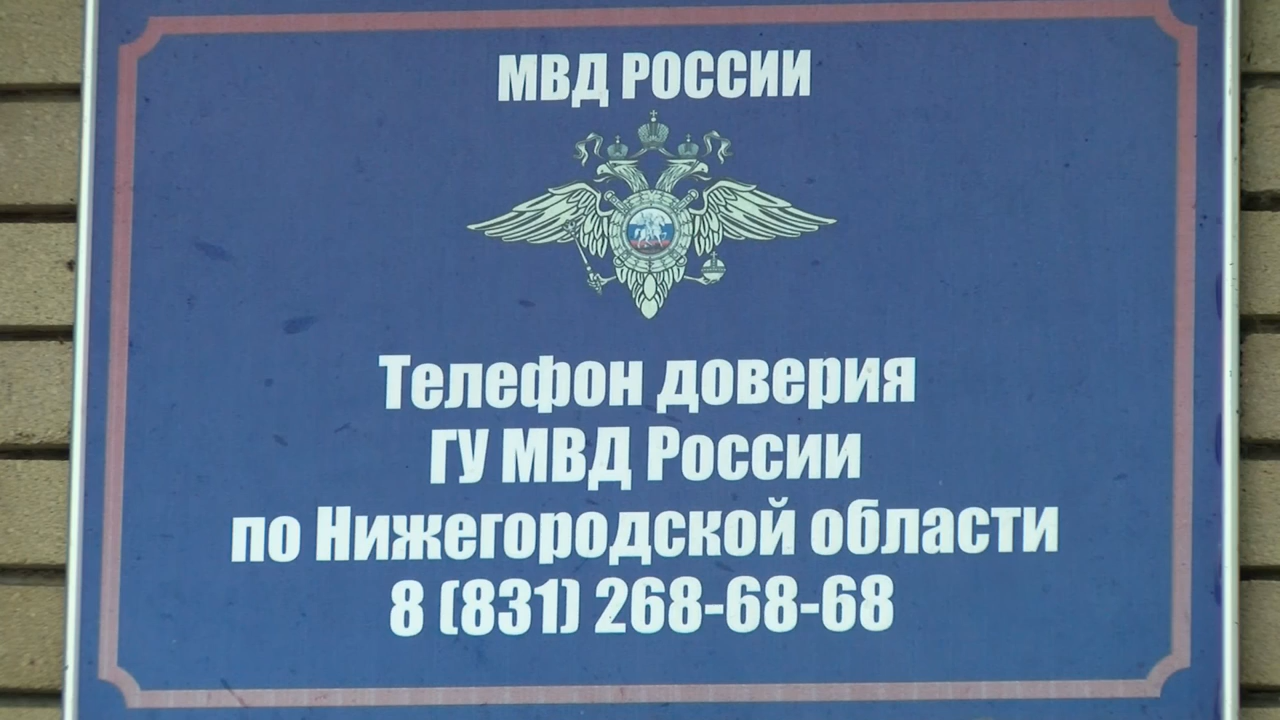 МВД РОССИИ
Телефон доверия
ГУ МВД России
по Нижегородской области
8 (831) 268-68-68